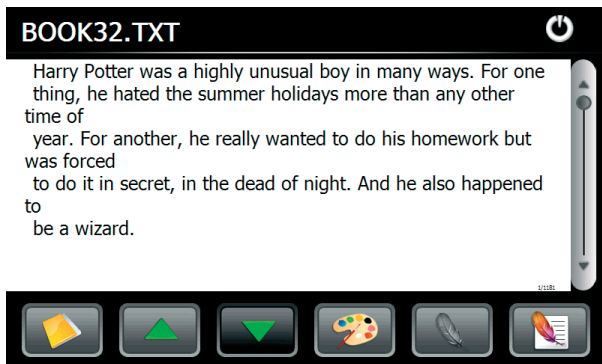 BOOK32.TXT
Harry Potter was a highly unusual boy in many ways. For one
thing, he hated the summer holidays more than any other
time of
year. For another, he really wanted to do his homework but
was forced
to do it in secret, in the dead of night. And he also happened
to
be a wizard.
1/1181